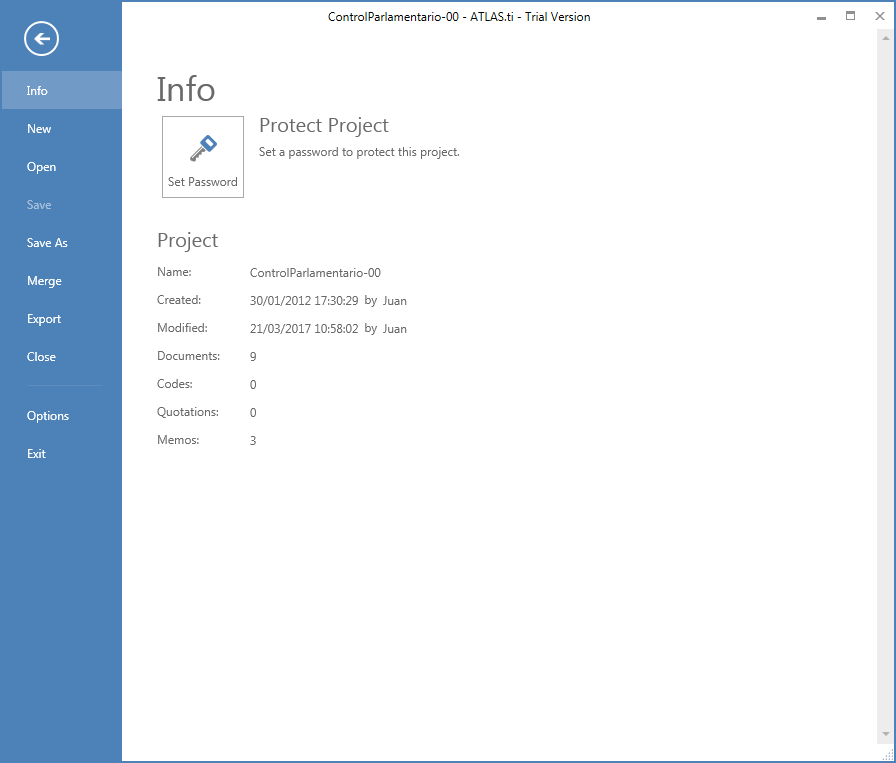 ControlParlamentario-00 - ATLAS.ti - Trial Version
Info
New
Open
Save
Save As
Merge
Export
Close
Options
Exit
Info
Set Password
Protect Project
Set a password to protect this project.
Project
Name: ControlParlamentario-00
Created: 30/01/2012 17:30:29 by Juan
Modified: 21/03/2017 10:58:02 by Juan
Documents: 9
Codes: 0
Quotations: 0
Memos: 3